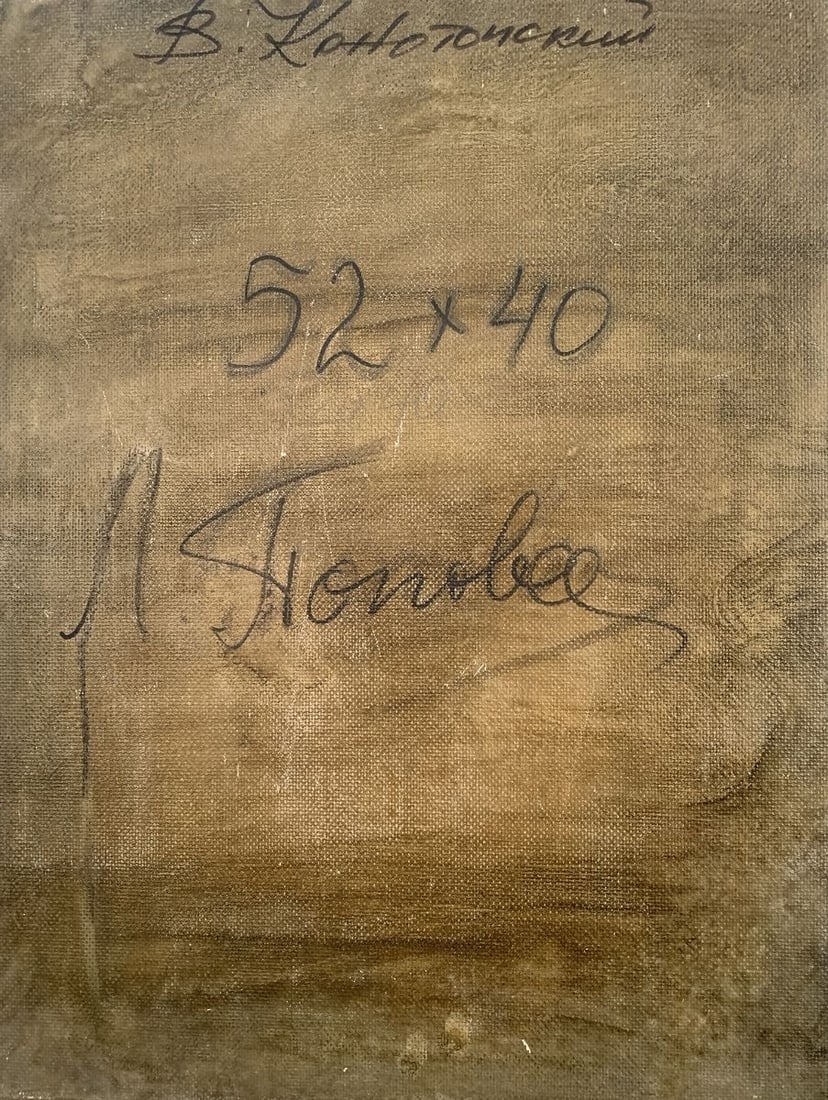 В. Конотопский
52 x 40
Л. Попова